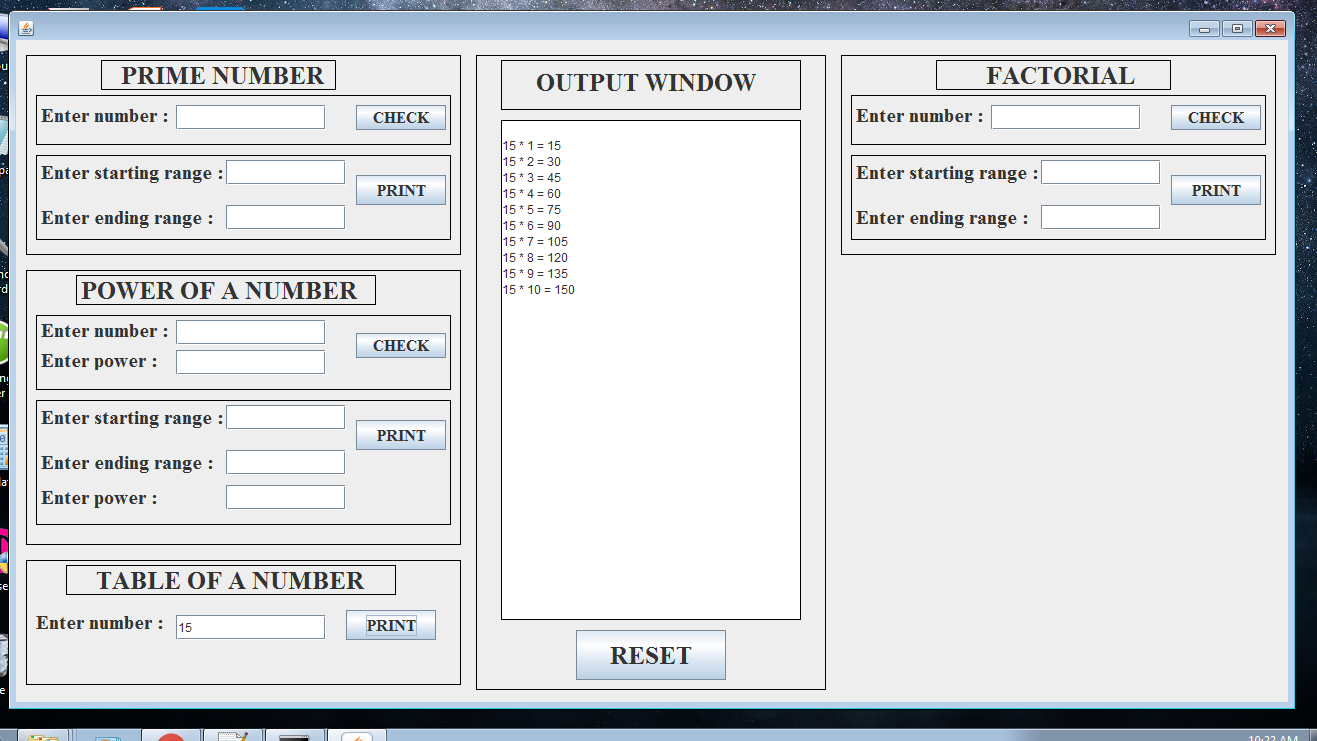 PRIME NUMBER
Enter number :
CHECK
Enter starting range :
PRINT
Enter ending range :
POWER OF A NUMBER
Enter number :
CHECK
Enter power :
Enter starting range :
PRINT
Enter ending range :
Enter power :
TABLE OF A NUMBER
Enter number :
15
PRINT
OUTPUT WINDOW
15 * 1 = 15
15 * 2 = 30
15 * 3 = 45
15 * 4 = 60
15 * 5 = 75
15 * 6 = 90
15 * 7 = 105
15 * 8 = 120
15 * 9 = 135
15 * 10 = 150
RESET
FACTORIAL
Enter number :
CHECK
Enter starting range :
PRINT
Enter ending range :
10:22 AM